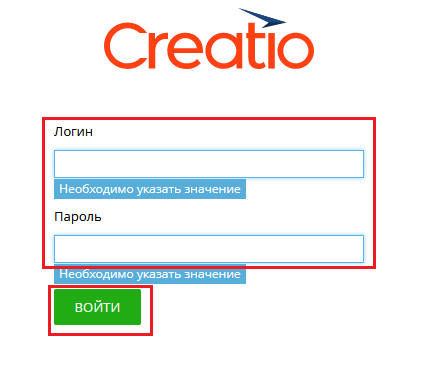 Creatio
Логин
Необходимо указать значение
Пароль
Необходимо указать значение
ВОЙТИ